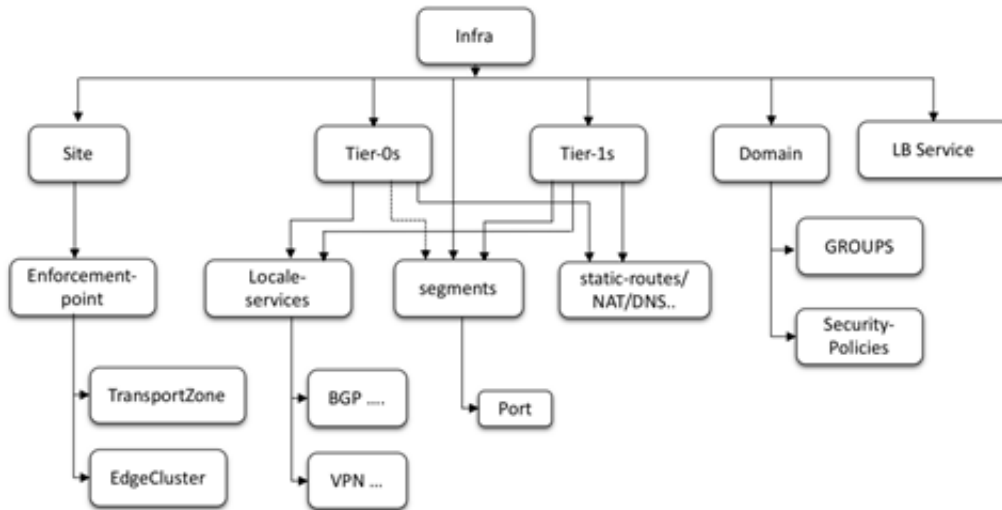 Infra
Site
Tier-0s
Tier-1s
Domain
LB Service
Enforcement-
point
Locale-
services
segments
static-routes/
NAT/DNS..
GROUPS
Security-
Policies
TransportZone
BGP ....
Port
EdgeCluster
VPN ...